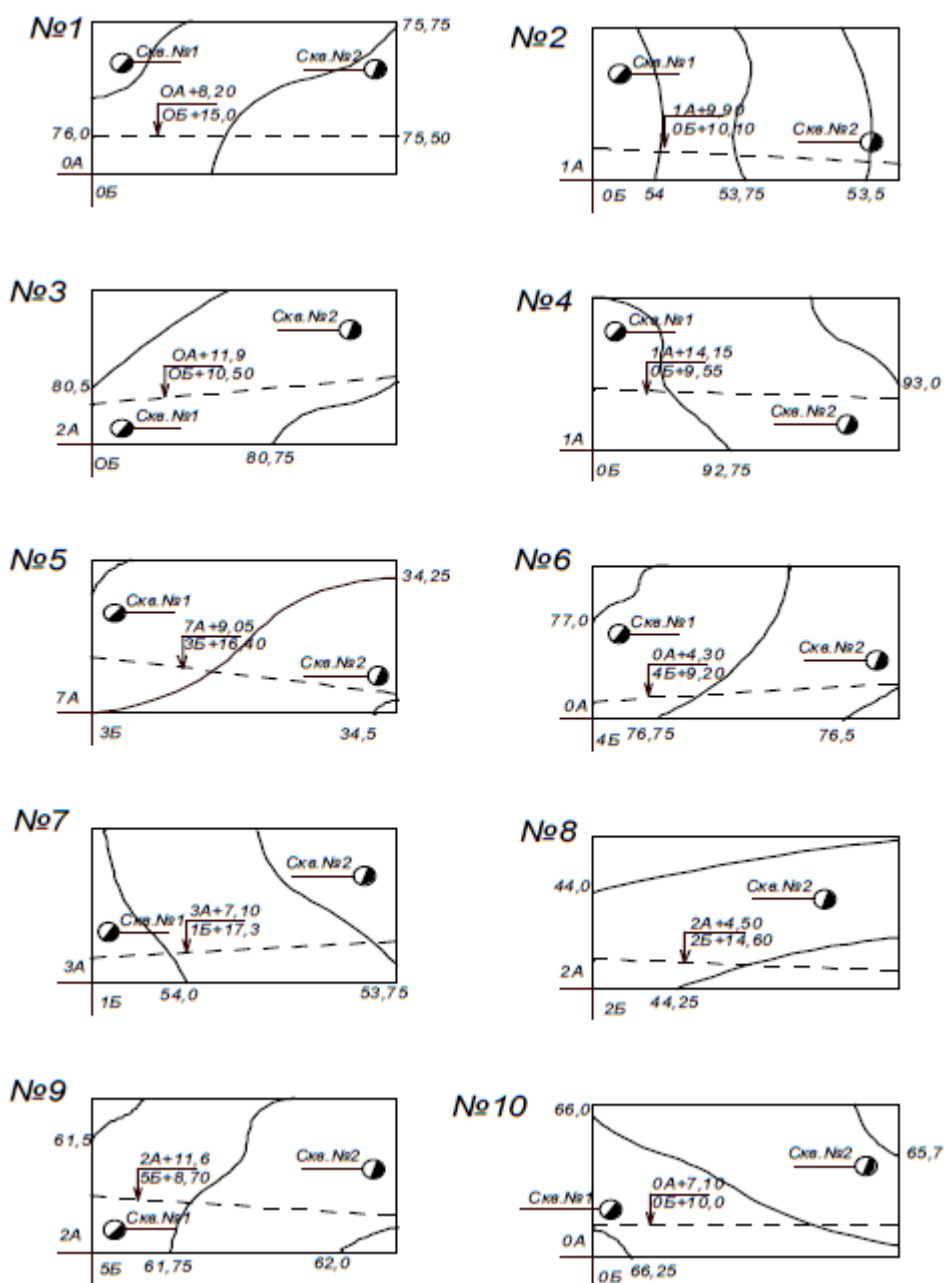 №1
75,75
Скв.№1
Скв.№2
ОА+8,20
ОБ+15,0
76,0
75,50
0А
0Б
№2
Скв.№1
1А+9,90
0Б+10,10
Скв.№2
1А
0Б
54
53,75
53,5
№3
Скв.№2
ОА+11,9
ОБ+10,50
80,5
Скв.№1
2А
ОБ
80,75
№4
Скв.№1
1А+14,15
0Б+9,55
93,0
Скв.№2
1А
0Б
92,75
№5
34,25
Скв.№1
7А+9,05
3Б+16,40
Скв.№2
7А
3Б
34,5
№6
77,0
Скв.№1
0А+4,30
4Б+9,20
Скв.№2
0А
4Б
76,75
76,5
№7
Скв.№2
Скв.№1
3А+7,10
1Б+17,3
3А
1Б
54,0
53,75
№8
44,0
Скв.№2
2А+4,50
2Б+14,60
2А
2Б
44,25
№9
61,5
2А+11,6
5Б+8,70
Скв.№2
Скв.№1
2А
5Б
61,75
62,0
№10
66,0
Скв.№2
65,7
Скв.№1
0А+7,10
0Б+10,0
0А
0Б
66,25